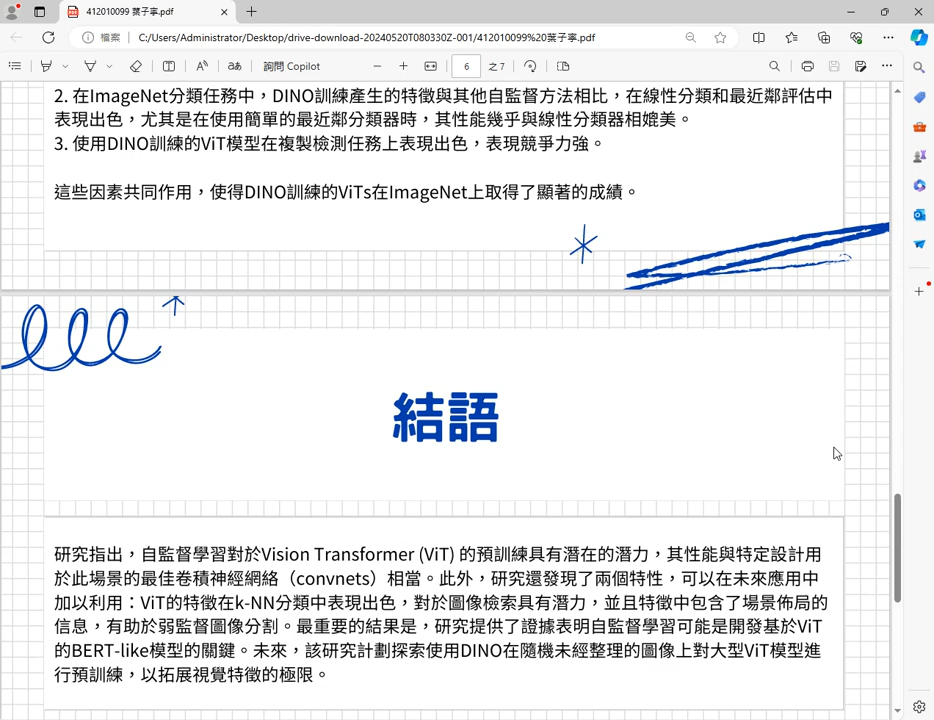 412010099 葉子寧.pdf
檔案
C:/Users/Administrator/Desktop/drive-download-20240520T080330Z-001/412010099%20葉子寧.pdf
詢問 Copilot
6
之 7
2. 在ImageNet分類任務中，DINO訓練產生的特徵與其他自監督方法相比，在線性分類和最近鄰評估中
表現出色，尤其是在使用簡單的最近鄰分類器時，其性能幾乎與線性分類器相媲美。
3. 使用DINO訓練的ViT模型在複製檢測任務上表現出色，表現競爭力強。
這些因素共同作用，使得DINO訓練的ViTs在ImageNet上取得了顯著的成績。
結語
研究指出，自監督學習對於Vision Transformer (ViT) 的預訓練具有潛在的潛力，其性能與特定設計用
於此場景的最佳卷積神經網絡（convnets）相當。此外，研究還發現了兩個特性，可以在未來應用中
加以利用：ViT的特徵在k-NN分類中表現出色，對於圖像檢索具有潛力，並且特徵中包含了場景佈局的
信息，有助於弱監督圖像分割。最重要的結果是，研究提供了證據表明自監督學習可能是開發基於ViT
的BERT-like模型的關鍵。未來，該研究計劃探索使用DINO在隨機未經整理的圖像上對大型ViT模型進
行預訓練，以拓展視覺特徵的極限。